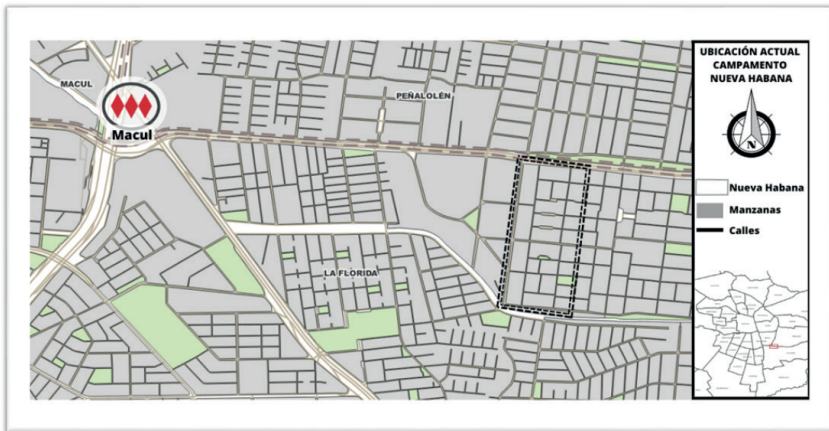 MACUL
Macul
PEÑALOLÉN
LA FLORIDA
UBICACIÓN ACTUAL
CAMPAMENTO
NUEVA HABANA
N
Nueva Habana
Manzanas
Calles